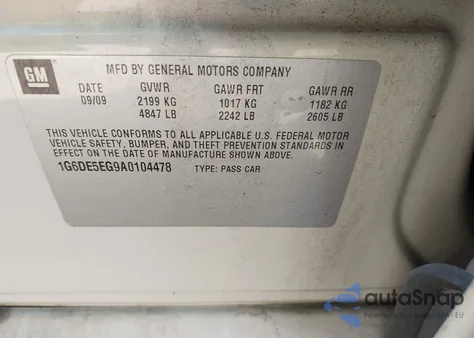 GM
MFD BY GENERAL MOTORS COMPANY
DATE GVWR GAWR FRT GAWR RR
09/09 2199 KG 1017 KG 1182 KG
4847 LB 2242 LB 2605 LB
THIS VEHICLE CONFORMS TO ALL APPLICABLE U.S. FEDERAL MOTOR
VEHICLE SAFETY, BUMPER, AND THEFT PREVENTION STANDARDS
IN EFFECT ON THE DATE OF MANUFACTURE SHOWN ABOVE.
1G6DE5EG9A0104478 TYPE: PASS CAR
autoSnap